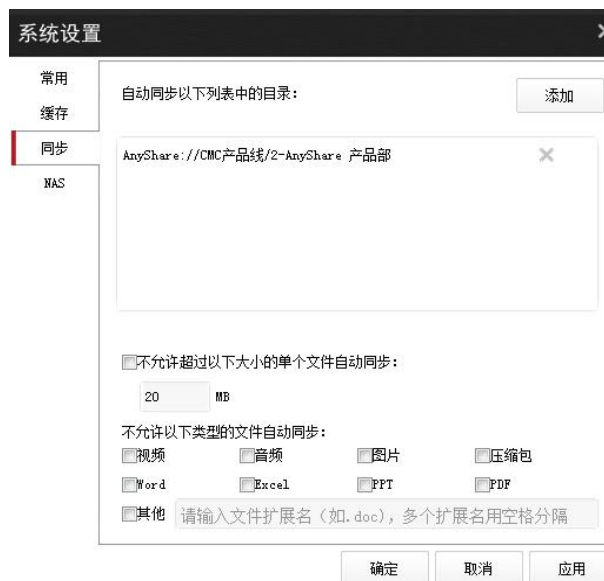 系统设置
常用
缓存
同步
NAS
自动同步以下列表中的目录:
添加
AnyShare://CMC产品线/2-AnyShare 产品部
不允许超过以下大小的单个文件自动同步:
20 MB
不允许以下类型的文件自动同步:
视频 音频 图片 压缩包
Word Excel PPT PDF
其他 请输入文件扩展名（如.doc），多个扩展名用空格分隔
确定 取消 应用